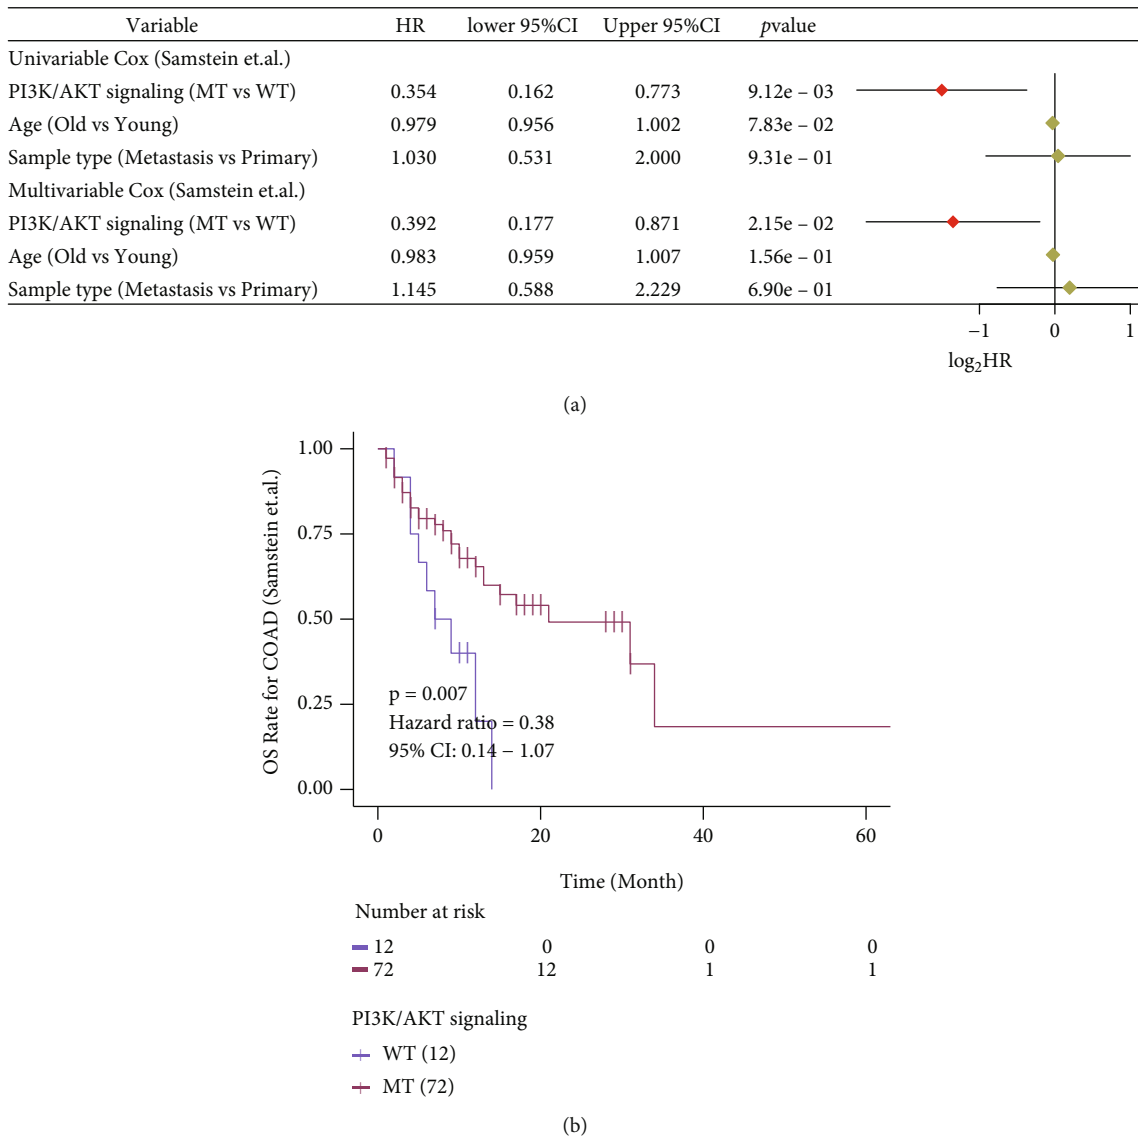 Variable HR lower 95%CI Upper 95%CI pvalue
Univariable Cox (Samstein et.al.)
PI3K/AKT signaling (MT vs WT) 0.354 0.162 0.773 9.12e – 03
Age (Old vs Young) 0.979 0.956 1.002 7.83e – 02
Sample type (Metastasis vs Primary) 1.030 0.531 2.000 9.31e – 01
Multivariable Cox (Samstein et.al.)
PI3K/AKT signaling (MT vs WT) 0.392 0.177 0.871 2.15e – 02
Age (Old vs Young) 0.983 0.959 1.007 1.56e – 01
Sample type (Metastasis vs Primary) 1.145 0.588 2.229 6.90e – 01
−1 0 1
log₂HR
(a)
OS Rate for COAD (Samstein et.al.)
1.00
0.75
0.50
0.25
0.00
p = 0.007
Hazard ratio = 0.38
95% CI: 0.14 − 1.07
0 20 40 60
Time (Month)
Number at risk
12 0 0 0
72 12 1 1
PI3K/AKT signaling
WT (12)
MT (72)
(b)